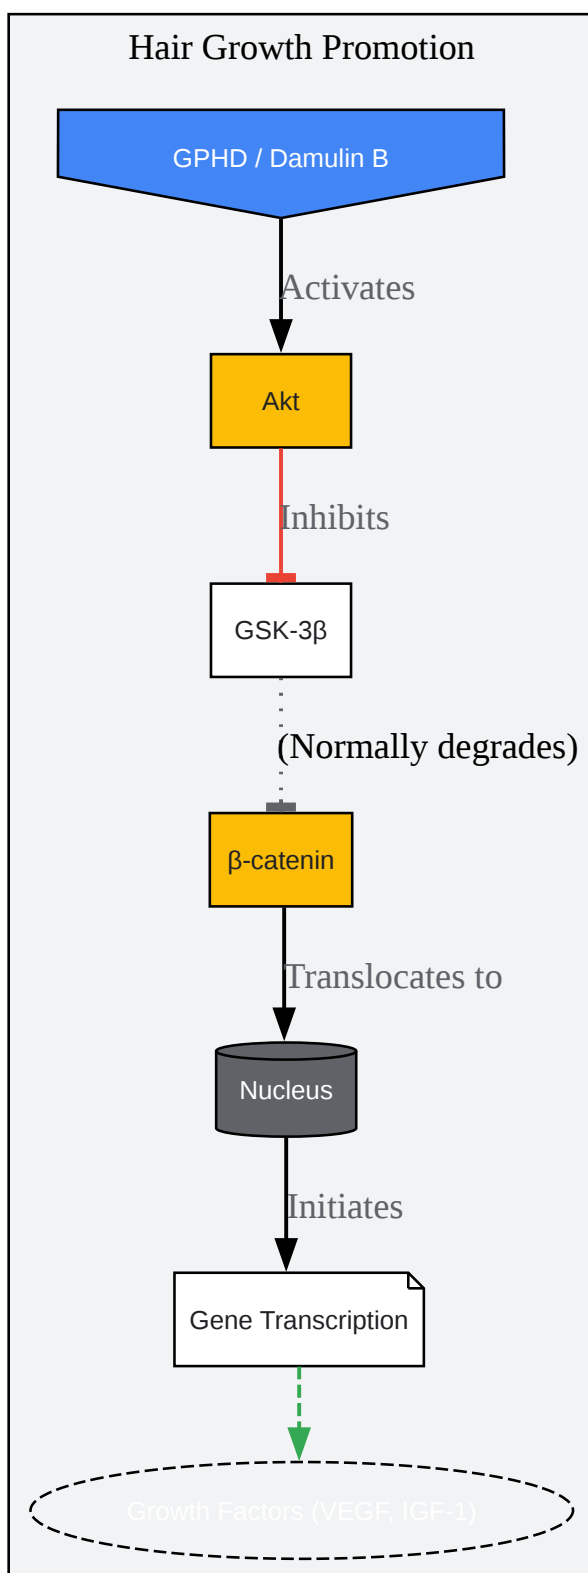 Hair Growth Promotion
GPHD / Damulin B
Activates
Akt
Inhibits
GSK-3β
(Normally degrades)
β-catenin
Translocates to
Nucleus
Initiates
Gene Transcription
Growth Factors (VEGF, IGF-1)